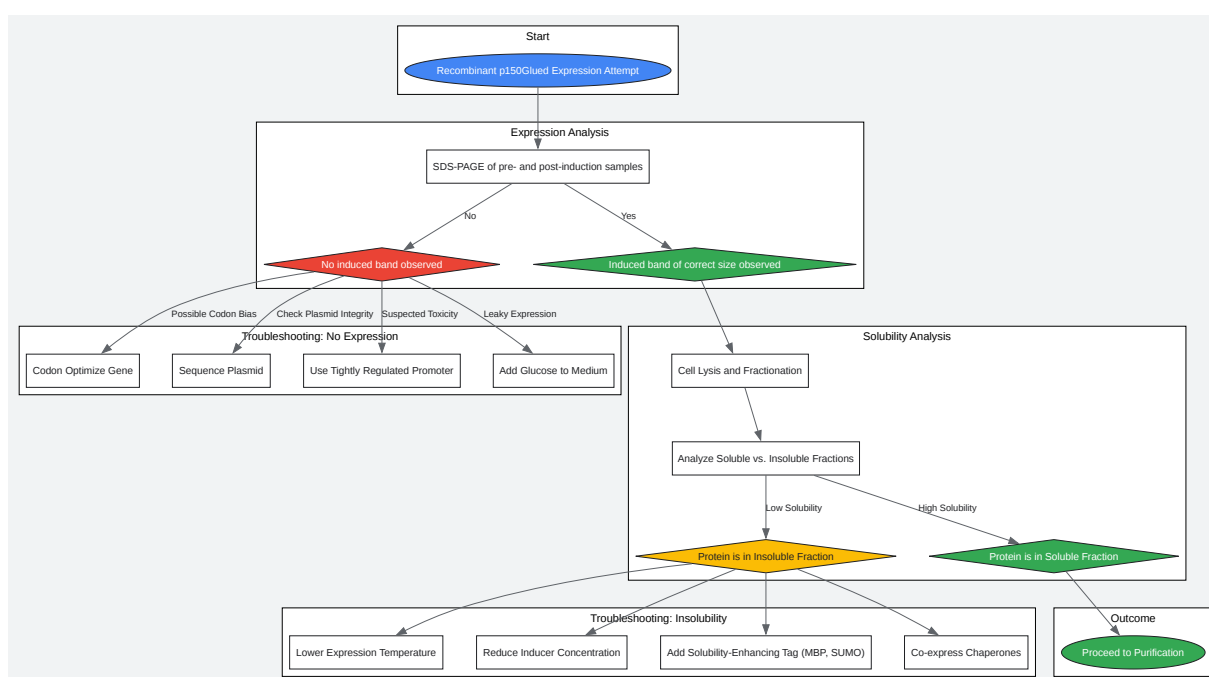 Start
Recombinant p150Glued Expression Attempt
Expression Analysis
SDS-PAGE of pre- and post-induction samples
No
Yes
No induced band observed
Induced band of correct size observed
Possible Codon Bias
Check Plasmid Integrity
Suspected Toxicity
Leaky Expression
Troubleshooting: No Expression
Solubility Analysis
Codon Optimize Gene
Sequence Plasmid
Use Tightly Regulated Promoter
Add Glucose to Medium
Cell Lysis and Fractionation
Analyze Soluble vs. Insoluble Fractions
Low Solubility
High Solubility
Protein is in Insoluble Fraction
Protein is in Soluble Fraction
Troubleshooting: Insolubility
Outcome
Lower Expression Temperature
Reduce Inducer Concentration
Add Solubility-Enhancing Tag (MBP, SUMO)
Co-express Chaperones
Proceed to Purification